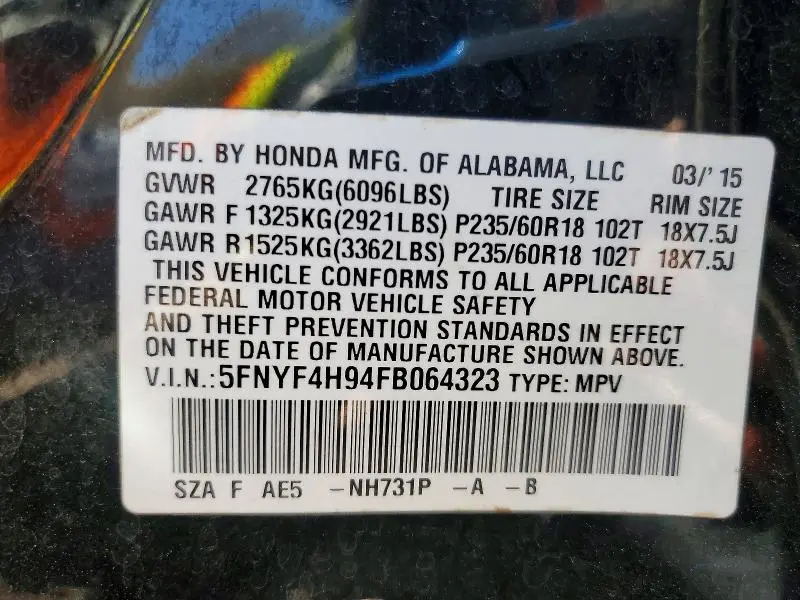 MFD. BY HONDA MFG. OF ALABAMA, LLC 03/'15
GVWR 2765KG(6096LBS) TIRE SIZE RIM SIZE
GAWR F 1325KG(2921LBS) P235/60R18 102T 18X7.5J
GAWR R 1525KG(3362LBS) P235/60R18 102T 18X7.5J
THIS VEHICLE CONFORMS TO ALL APPLICABLE
FEDERAL MOTOR VEHICLE SAFETY
AND THEFT PREVENTION STANDARDS IN EFFECT
ON THE DATE OF MANUFACTURE SHOWN ABOVE.
V.I.N.:5FNYF4H94FB064323 TYPE: MPV
SZA F AE5 -NH731P -A -B